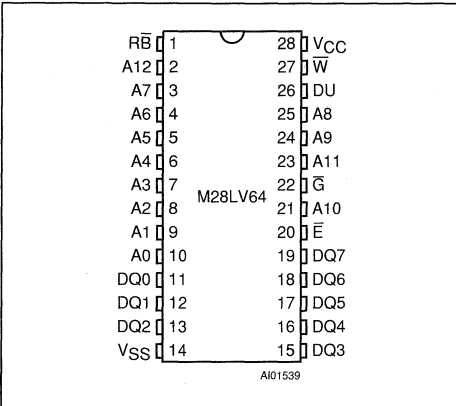 RB̅ 1 28 VCC
A12 2 27 W̅
A7 3 26 DU
A6 4 25 A8
A5 5 24 A9
A4 6 23 A11
A3 7 22 G̅
M28LV64
A2 8 21 A10
A1 9 20 E̅
A0 10 19 DQ7
DQ0 11 18 DQ6
DQ1 12 17 DQ5
DQ2 13 16 DQ4
VSS 14 15 DQ3
AI01539